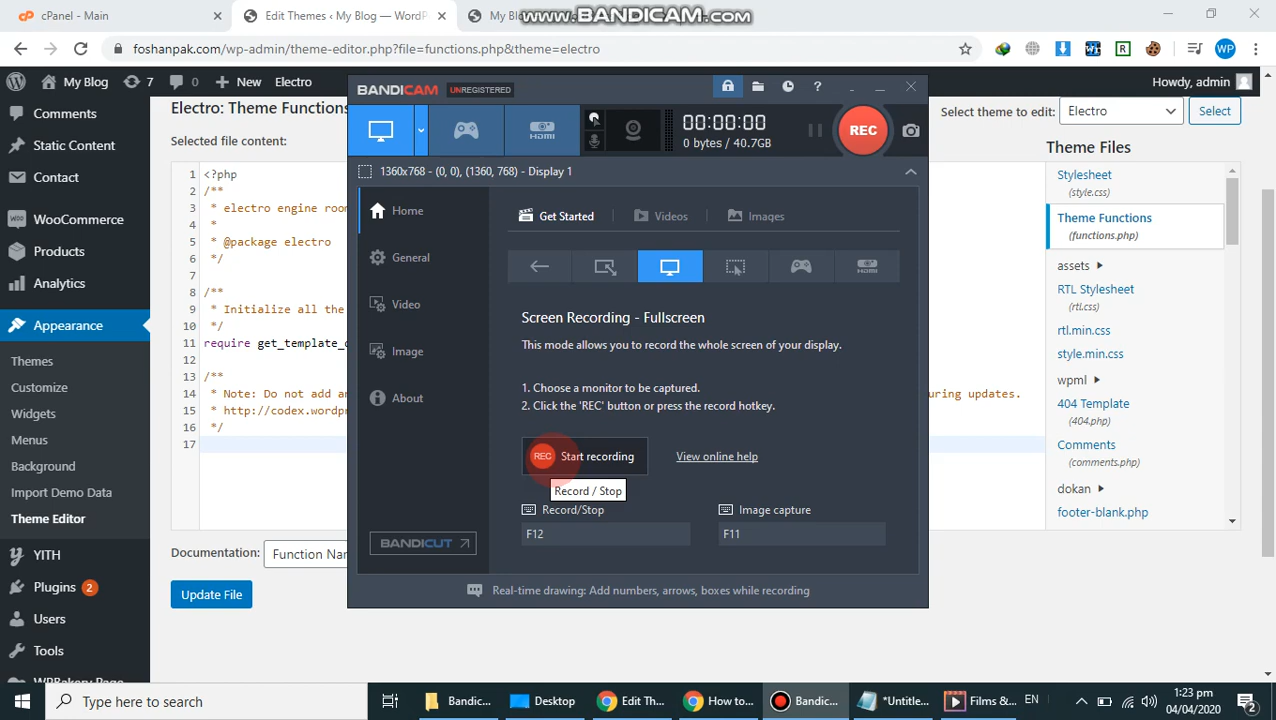 cPanel - Main
Edit Themes ‹ My Blog — WordP
My Bl
www.BANDICAM.com
foshanpak.com/wp-admin/theme-editor.php?file=functions.php&theme=electro
WP
My Blog
7
0
New
Electro
Howdy, admin
Comments
Static Content
Contact
WooCommerce
Products
Analytics
Appearance
Themes
Customize
Widgets
Menus
Background
Import Demo Data
Theme Editor
YITH
Plugins 2
Users
Tools
WPBakery Page
Electro: Theme Functions
Selected file content:
1 <?php
2 /**
3 * electro engine roo
4 *
5 * @package electro
6 */
7
8 /**
9 * Initialize all the
10 */
11 require get_template_d
12
13 /**
14 * Note: Do not add an
uring updates.
15 * http://codex.wordpr
16 */
17
Documentation:
Function Nam
Update File
BANDICAM UNREGISTERED
?
HDMI
00:00:00
0 bytes / 40.7GB
REC
1360x768 - (0, 0), (1360, 768) - Display 1
Home
General
Video
Image
About
BANDICUT
Get Started
Videos
Images
HDMI
Screen Recording - Fullscreen
This mode allows you to record the whole screen of your display.
1. Choose a monitor to be captured.
2. Click the 'REC' button or press the record hotkey.
REC Start recording
View online help
Record / Stop
Record/Stop
Image capture
F12
F11
Real-time drawing: Add numbers, arrows, boxes while recording
Select theme to edit:
Electro
Select
Theme Files
Stylesheet
(style.css)
Theme Functions
(functions.php)
assets
RTL Stylesheet
(rtl.css)
rtl.min.css
style.min.css
wpml
404 Template
(404.php)
Comments
(comments.php)
dokan
footer-blank.php
Type here to search
Bandic...
Desktop
Edit Th...
How to...
Bandic...
*Untitle...
Films &...
EN
1:23 pm
04/04/2020
2